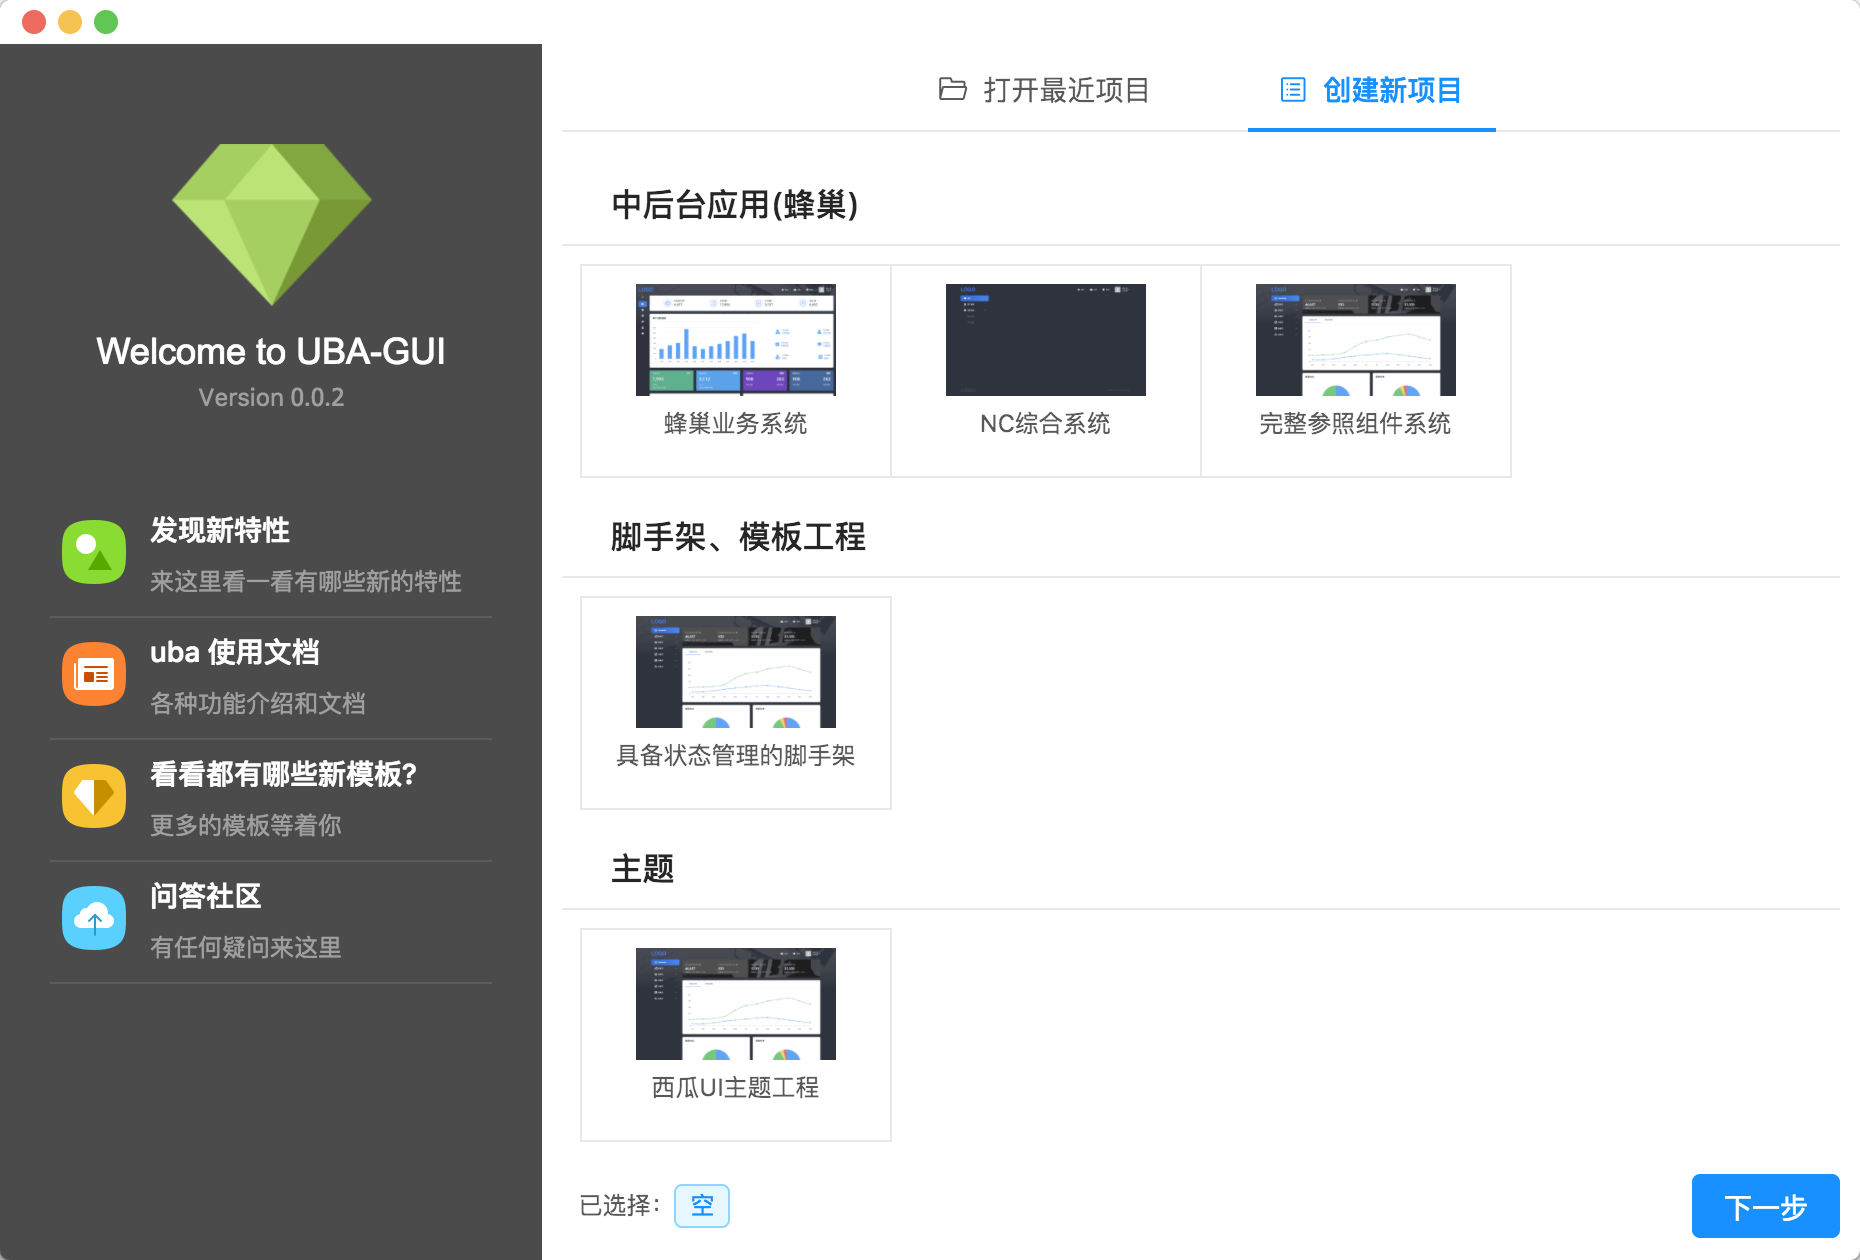 Welcome to UBA-GUI
Version 0.0.2
发现新特性
来这里看一看有哪些新的特性
uba 使用文档
各种功能介绍和文档
看看都有哪些新模板?
更多的模板等着你
问答社区
有任何疑问来这里
打开最近项目
创建新项目
中后台应用(蜂巢)
蜂巢业务系统
NC综合系统
完整参照组件系统
脚手架、模板工程
具备状态管理的脚手架
主题
西瓜UI主题工程
已选择：
空
下一步